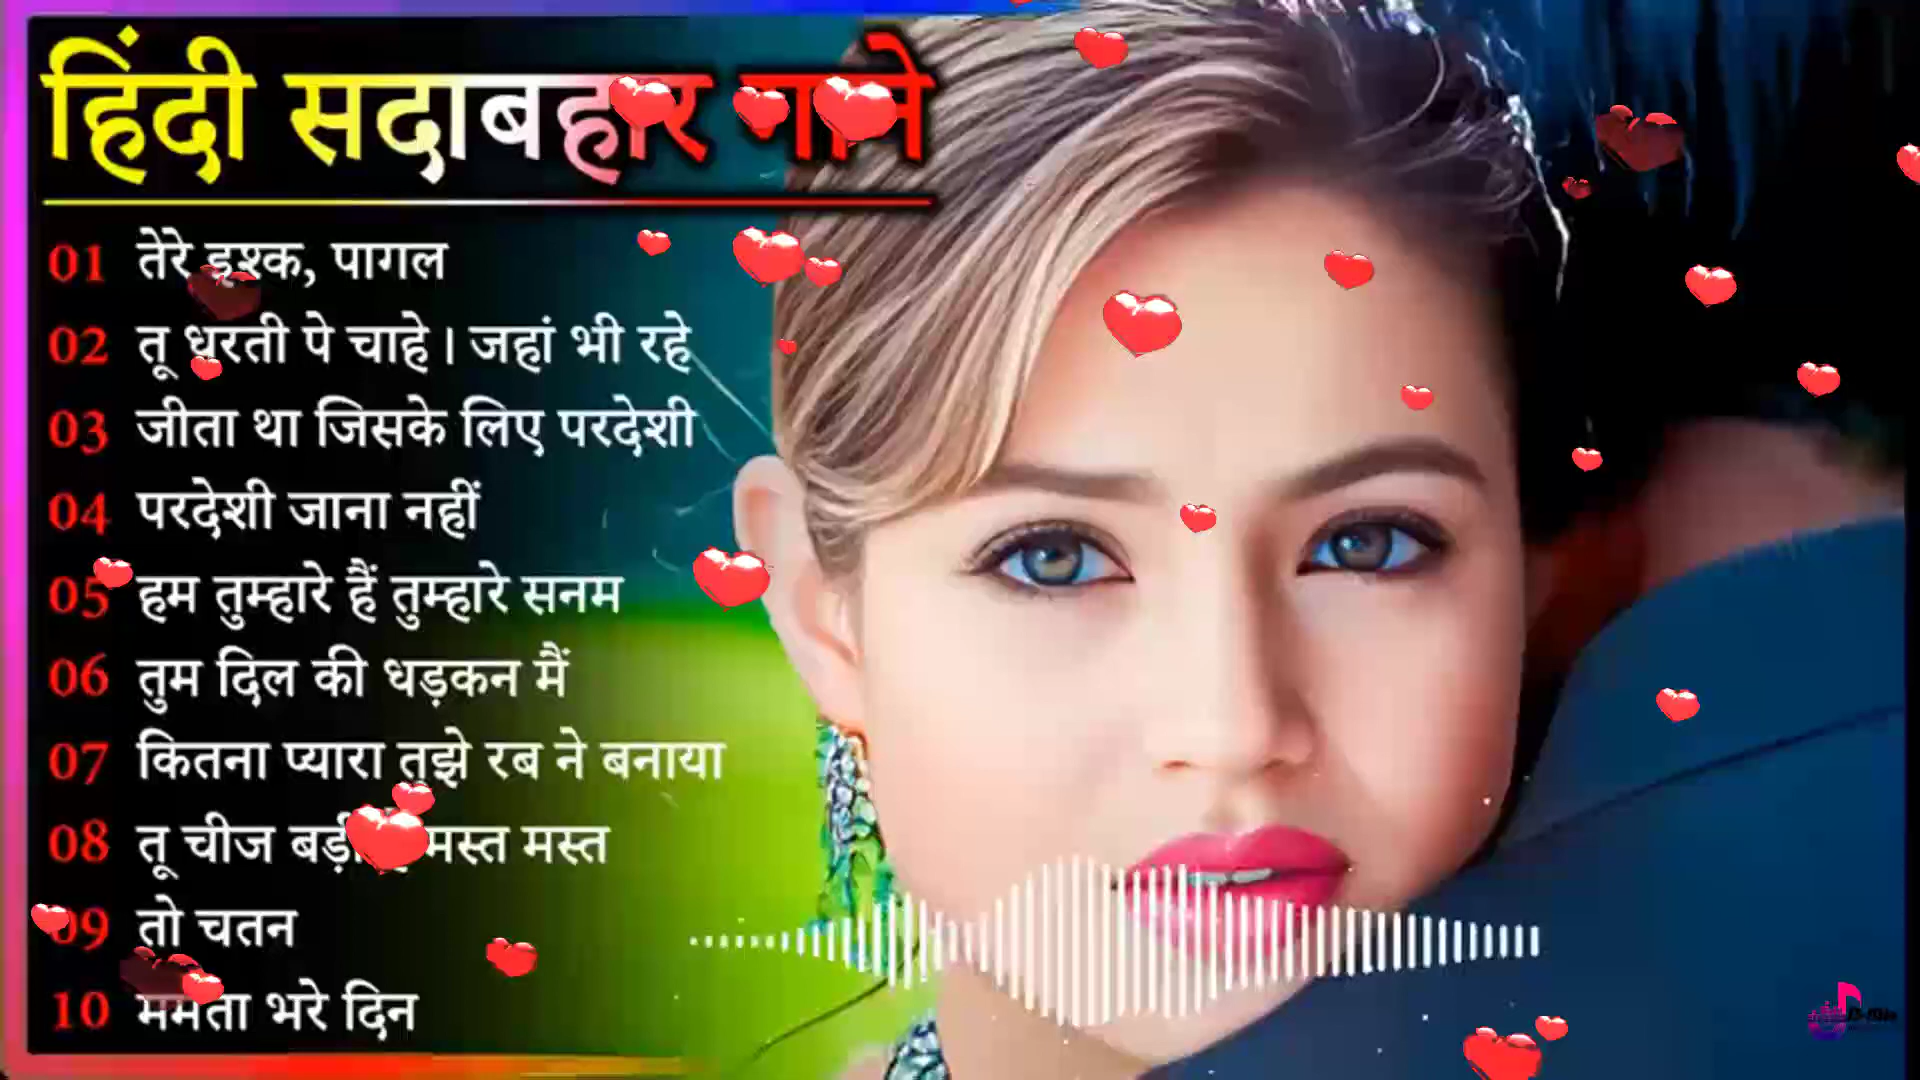 हिंदी सदाबहार गाने
01 तेरे इश्क, पागल
02 तू धरती पे चाहे । जहां भी रहे
03 जीता था जिसके लिए परदेशी
04 परदेशी जाना नहीं
05 हम तुम्हारे हैं तुम्हारे सनम
06 तुम दिल की धड़कन मैं
07 कितना प्यारा तुझे रब ने बनाया
08 तू चीज बड़ी मस्त मस्त
09 तो चतन
10 ममता भरे दिन